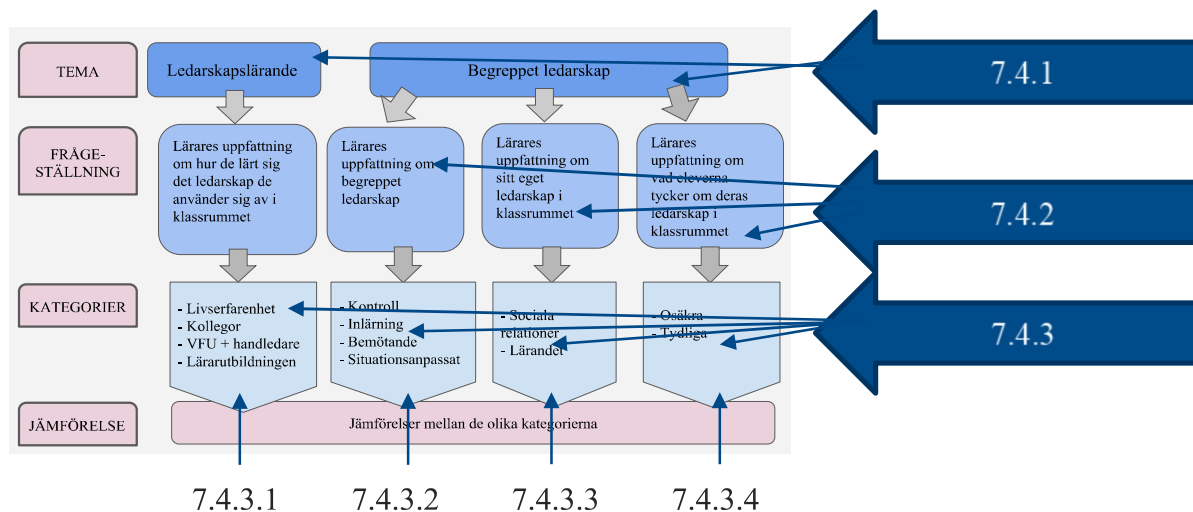 TEMA
Ledarskapslärande
Begreppet ledarskap
7.4.1
FRÅGE-
STÄLLNING
Lärares uppfattning
om hur de lärt sig
det ledarskap de
använder sig av i
klassrummet
Lärares
uppfattning om
begreppet
ledarskap
Lärares
uppfattning om
sitt eget
ledarskap i
klassrummet
Lärares
uppfattning om
vad eleverna
tycker om deras
ledarskap i
klassrummet
7.4.2
KATEGORIER
- Livserfarenhet
- Kollegor
- VFU + handledare
- Lärarutbildningen
- Kontroll
- Inlärning
- Bemötande
- Situationsanpassat
- Sociala
relationer
- Lärandet
- Osäkra
- Tydliga
7.4.3
JÄMFÖRELSE
Jämförelser mellan de olika kategorierna
7.4.3.1
7.4.3.2
7.4.3.3
7.4.3.4